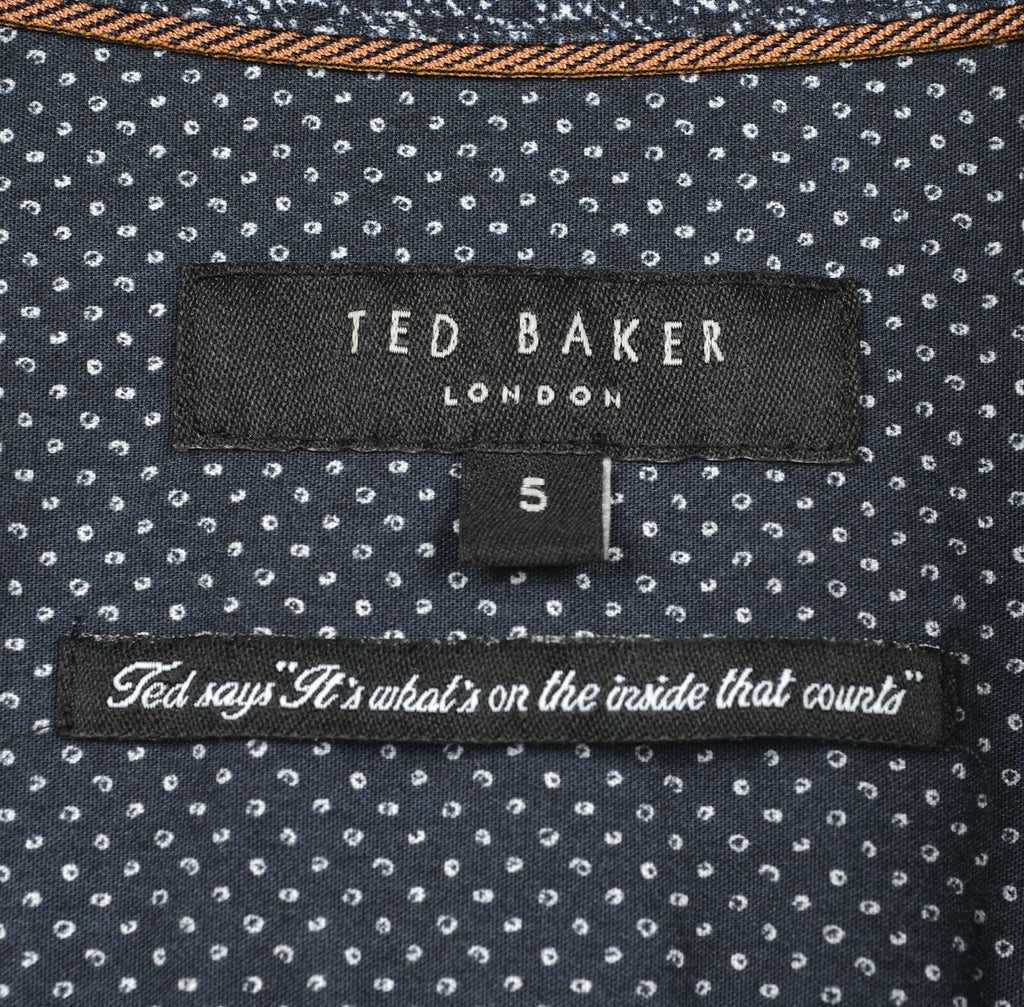 TED BAKER
LONDON
5
Ted says "It's what's on the inside that counts"